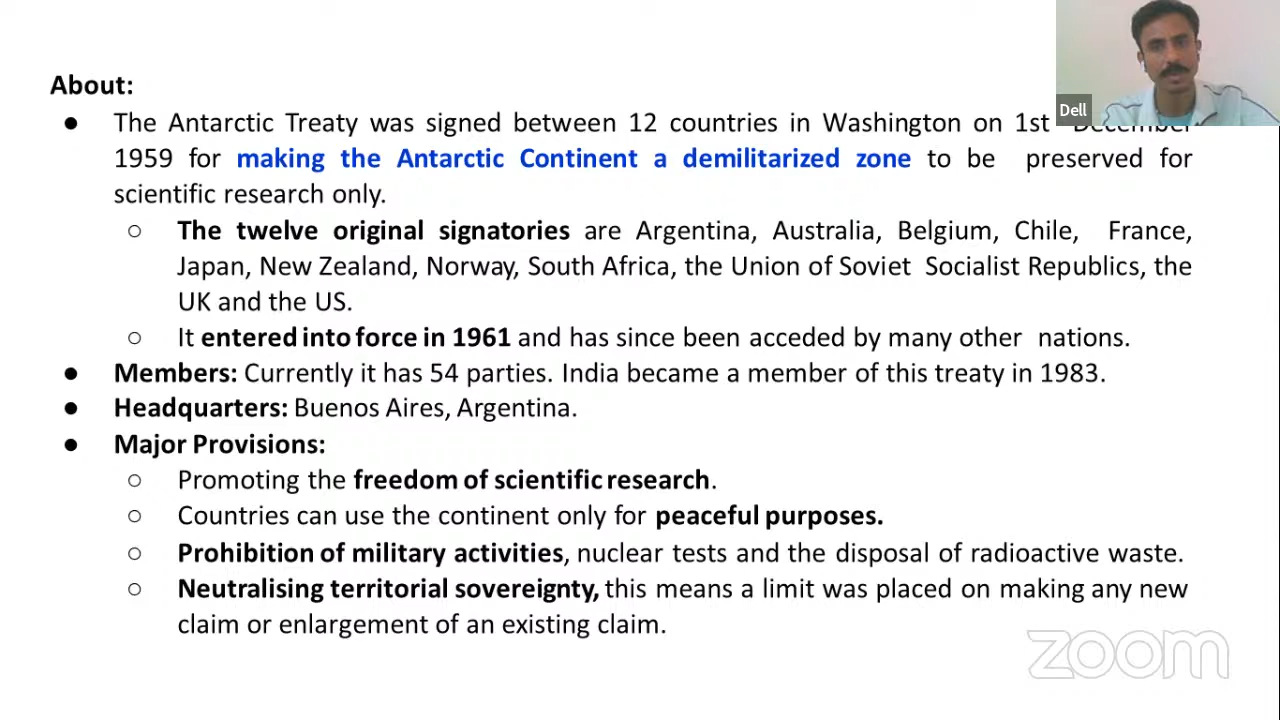 About:
Dell
● The Antarctic Treaty was signed between 12 countries in Washington on 1st December
1959 for making the Antarctic Continent a demilitarized zone to be preserved for
scientific research only.
○ The twelve original signatories are Argentina, Australia, Belgium, Chile, France,
Japan, New Zealand, Norway, South Africa, the Union of Soviet Socialist Republics, the
UK and the US.
○ It entered into force in 1961 and has since been acceded by many other nations.
● Members: Currently it has 54 parties. India became a member of this treaty in 1983.
● Headquarters: Buenos Aires, Argentina.
● Major Provisions:
○ Promoting the freedom of scientific research.
○ Countries can use the continent only for peaceful purposes.
○ Prohibition of military activities, nuclear tests and the disposal of radioactive waste.
○ Neutralising territorial sovereignty, this means a limit was placed on making any new
claim or enlargement of an existing claim.
zoom